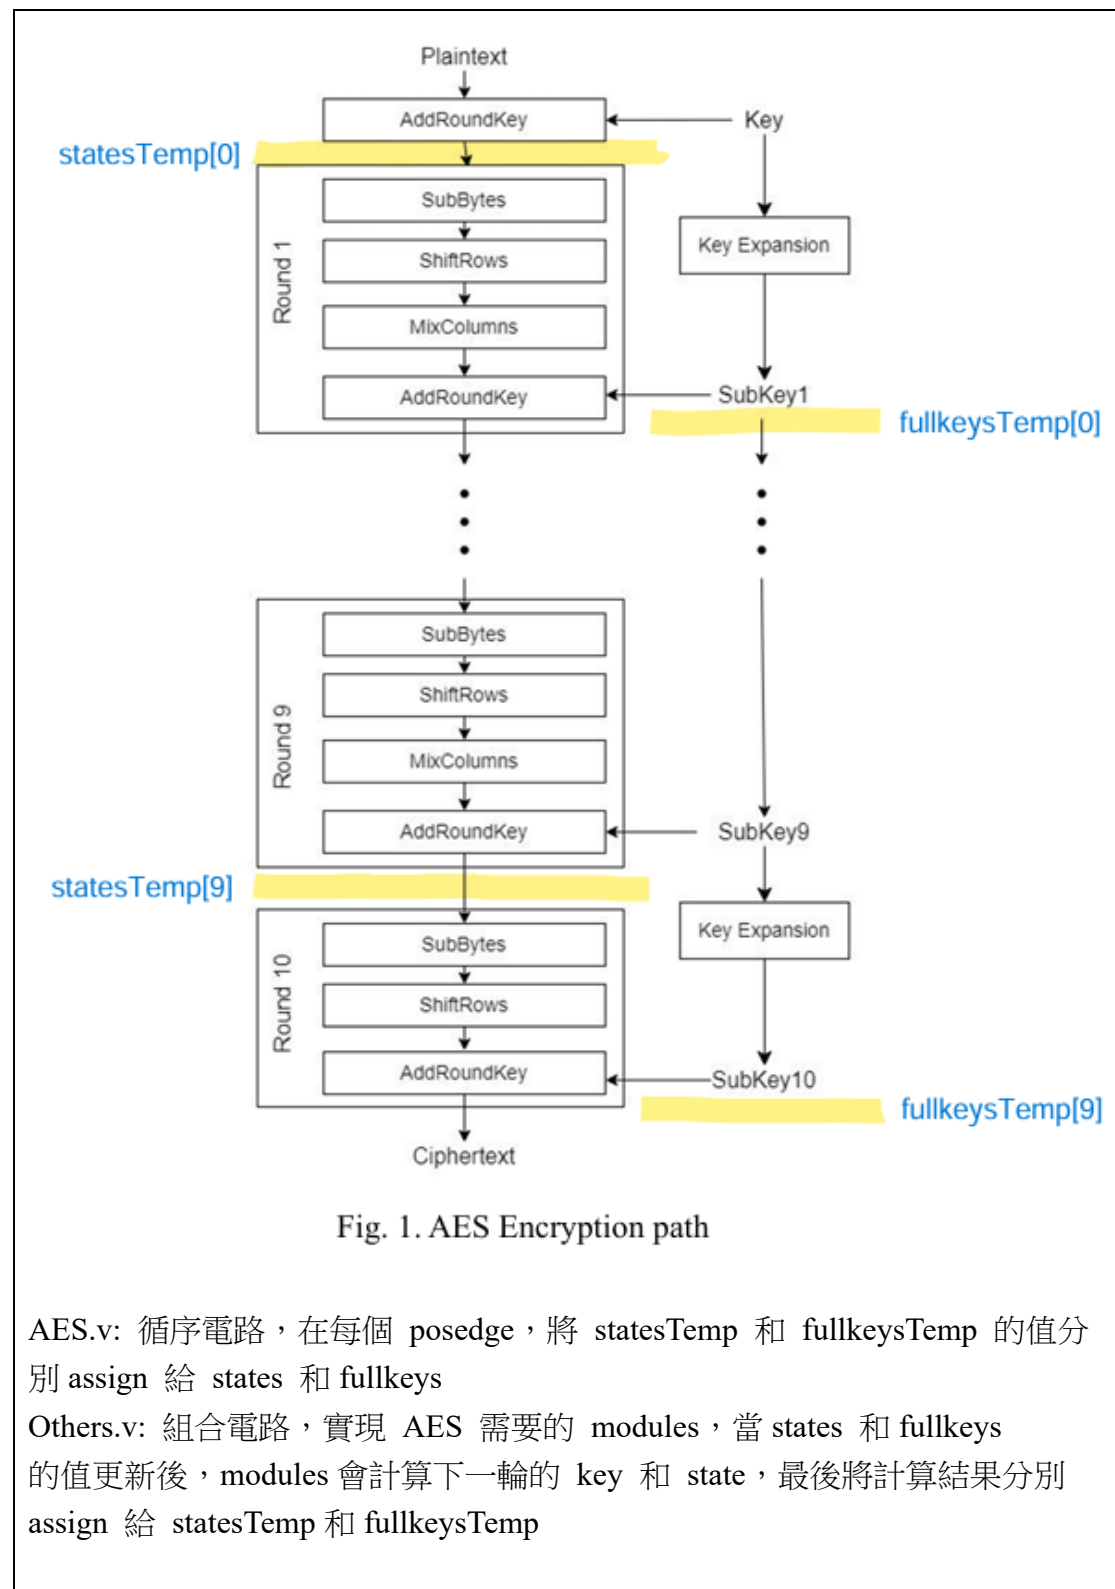 Plaintext
AddRoundKey
Key
statesTemp[0]
SubBytes
Key Expansion
Round 1
ShiftRows
MixColumns
AddRoundKey
SubKey1
fullkeysTemp[0]
SubBytes
ShiftRows
Round 9
MixColumns
AddRoundKey
SubKey9
statesTemp[9]
SubBytes
Key Expansion
Round 10
ShiftRows
AddRoundKey
SubKey10
fullkeysTemp[9]
Ciphertext
Fig. 1. AES Encryption path
AES.v: 循序電路，在每個 posedge，將 statesTemp 和 fullkeysTemp 的值分
別 assign 給 states 和 fullkeys
Others.v: 組合電路，實現 AES 需要的 modules，當 states 和 fullkeys
的值更新後，modules 會計算下一輪的 key 和 state，最後將計算結果分別
assign 給 statesTemp 和 fullkeysTemp